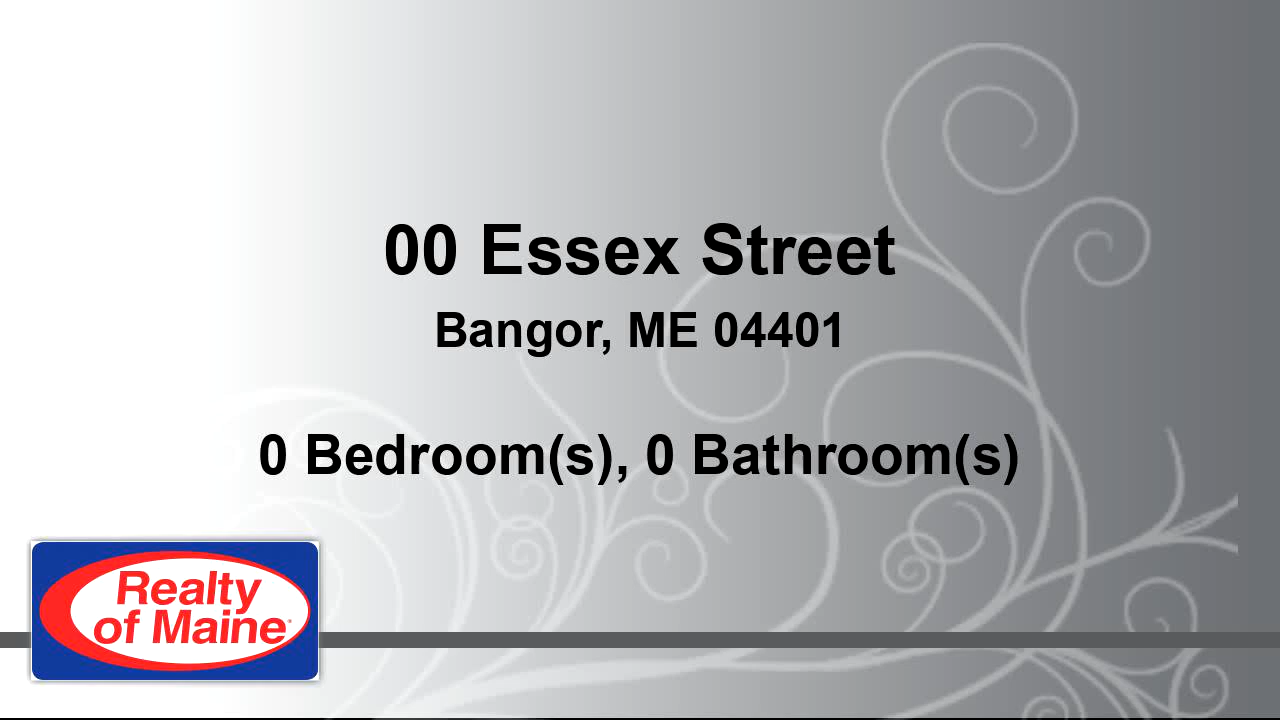 00 Essex Street
Bangor, ME 04401
0 Bedroom(s), 0 Bathroom(s)
Realty
of Maine